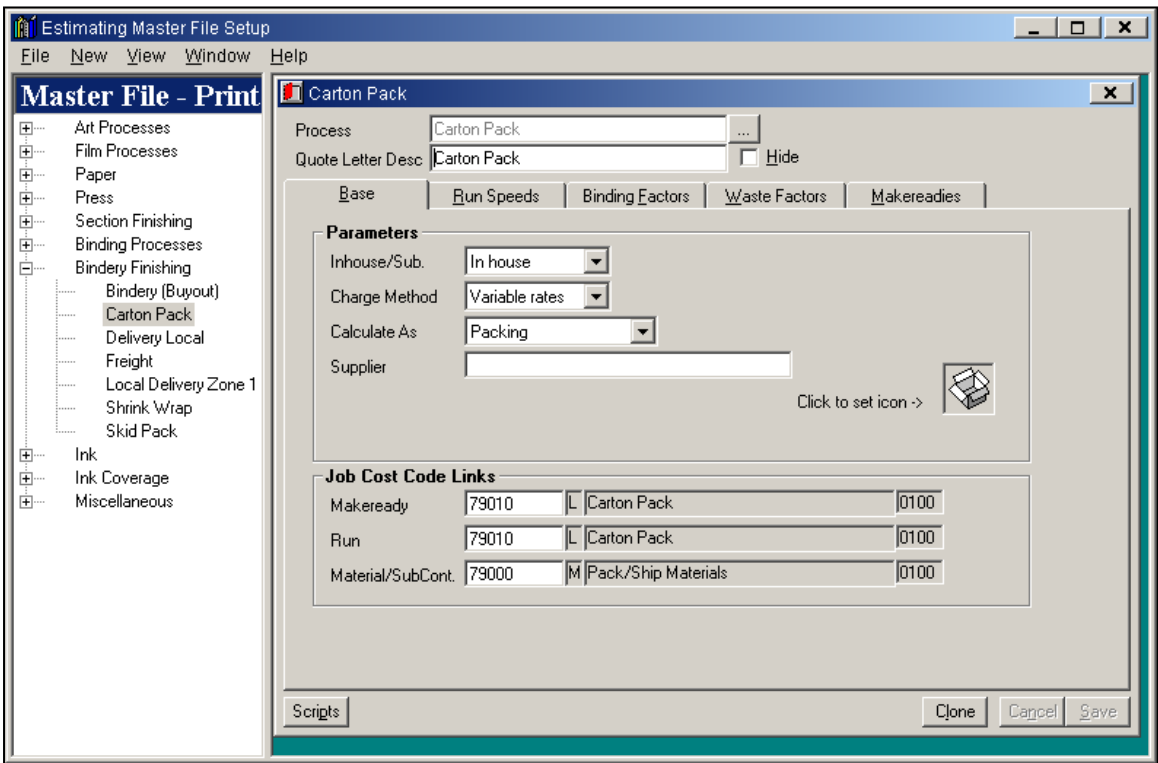 Estimating Master File Setup
File New View Window Help
Master File - Print
Art Processes
Film Processes
Paper
Press
Section Finishing
Binding Processes
Bindery Finishing
Bindery (Buyout)
Carton Pack
Delivery Local
Freight
Local Delivery Zone 1
Shrink Wrap
Skid Pack
Ink
Ink Coverage
Miscellaneous
Carton Pack
Process Carton Pack ...
Quote Letter Desc Carton Pack Hide
Base Run Speeds Binding Factors Waste Factors Makereadies
Parameters
Inhouse/Sub. In house
Charge Method Variable rates
Calculate As Packing
Supplier
Click to set icon ->
Job Cost Code Links
Makeready 79010 L Carton Pack 0100
Run 79010 L Carton Pack 0100
Material/SubCont. 79000 M Pack/Ship Materials 0100
Scripts Clone Cancel Save